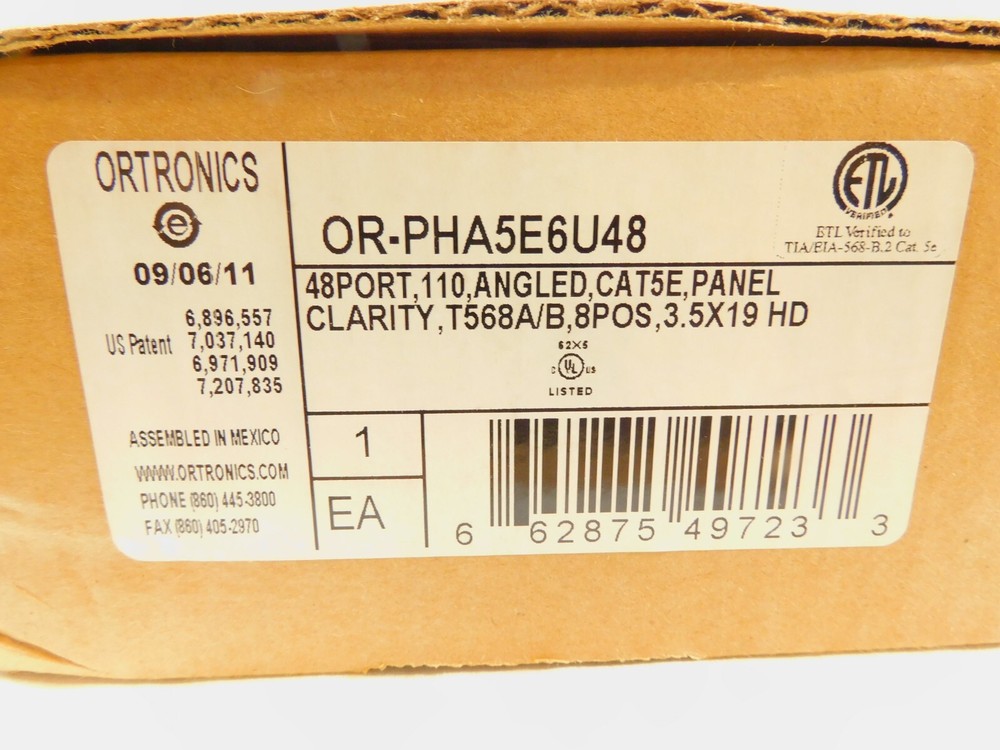 ORTRONICS
e
09/06/11
US Patent
6,896,557
7,037,140
6,971,909
7,207,835
ASSEMBLED IN MEXICO
WWW.ORTRONICS.COM
PHONE (860) 445-3800
FAX (860) 405-2970
OR-PHA5E6U48
ETL
VERIFIED
ETL Verified to
TIA/EIA-568-B.2 Cat. 5e
48PORT,110,ANGLED,CAT5E,PANEL
CLARITY,T568A/B,8POS,3.5X19 HD
62X5
C UL US
LISTED
1
EA
6 62875 49723 3